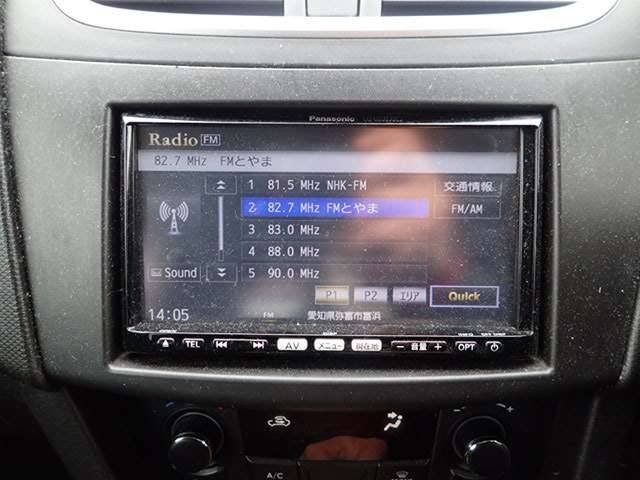 Panasonic
Radio FM
82.7 MHz FMとやま
1 81.5 MHz NHK-FM
交通情報
2 82.7 MHz FMとやま
FM/AM
3 83.0 MHz
4 88.0 MHz
Sound
5 90.0 MHz
P1 P2 エリア Quick
14:05 FM 愛知県弥富市富浜
TEL AV メニュー 現在地 － 音量 ＋ OPT
A/C